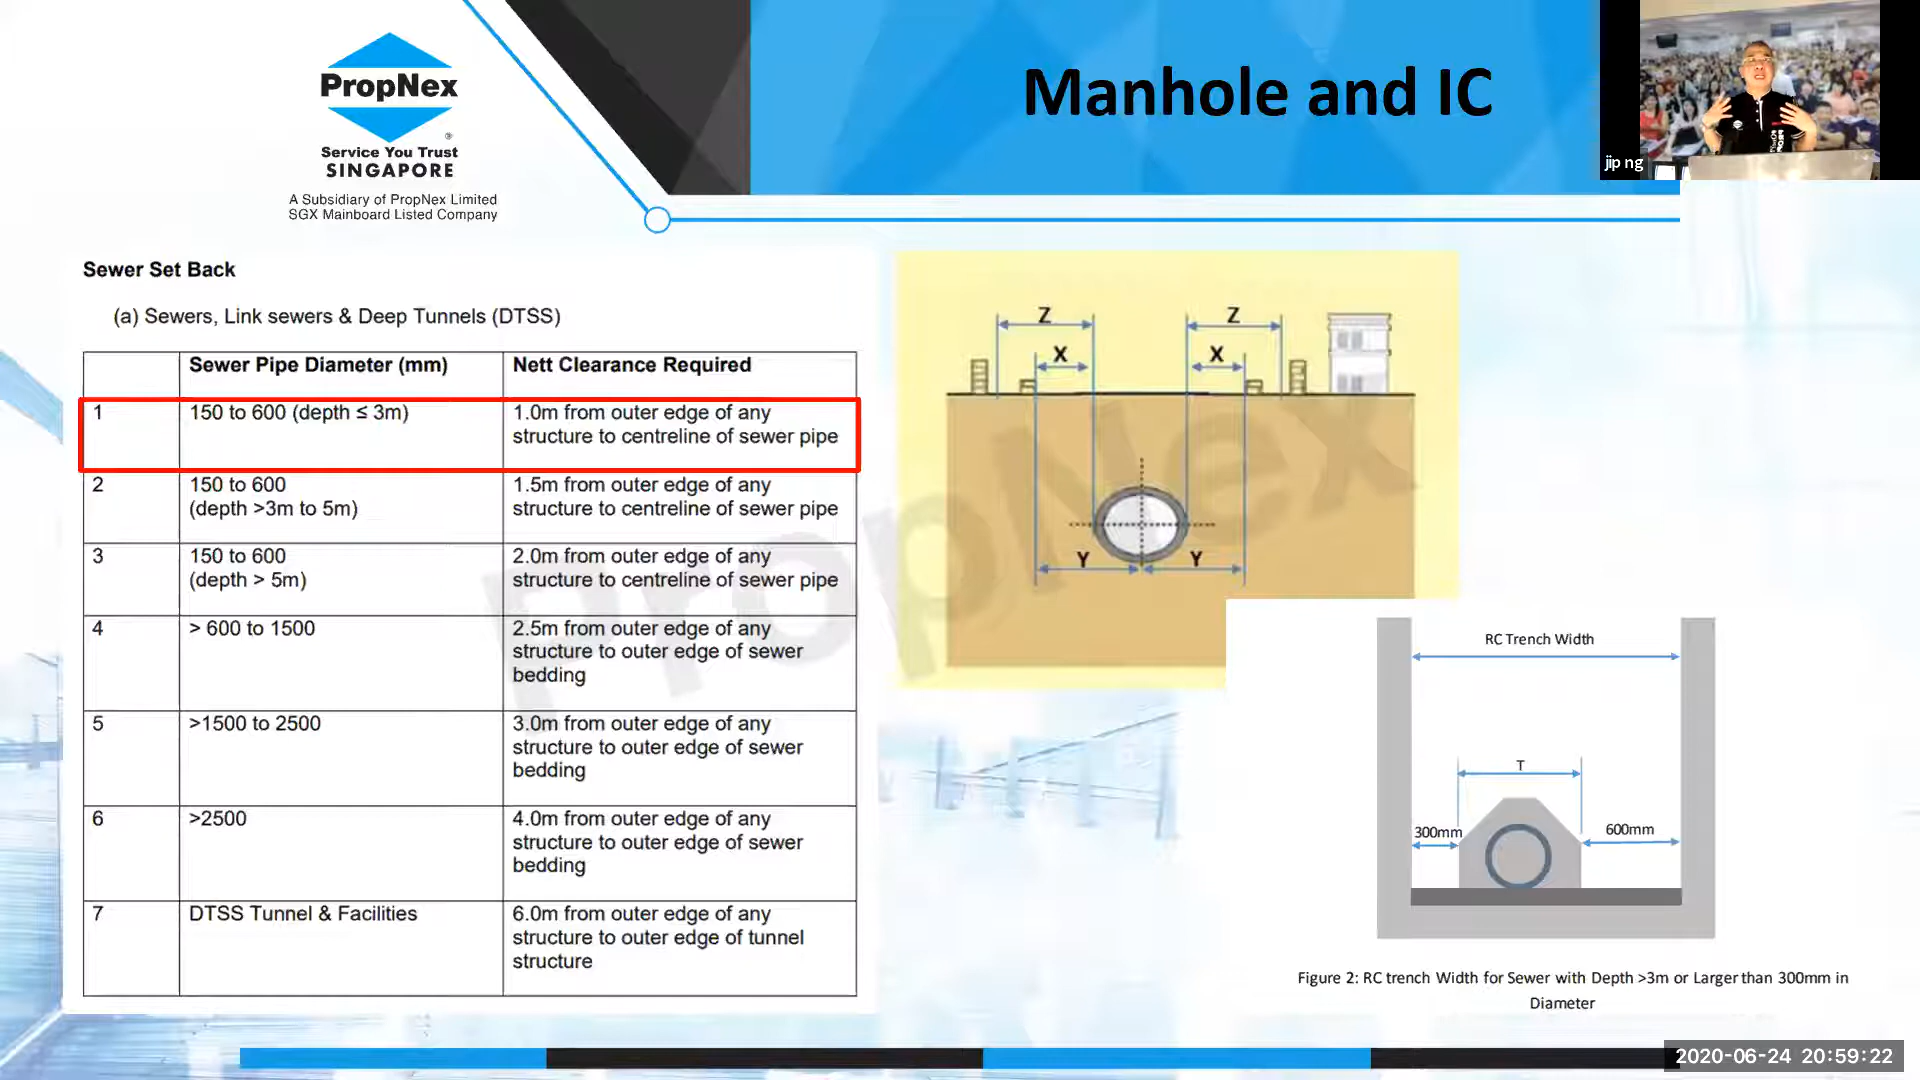 PropNex
®
Service You Trust
SINGAPORE
A Subsidiary of PropNex Limited
SGX Mainboard Listed Company
Manhole and IC
jip ng
Sewer Set Back
(a) Sewers, Link sewers & Deep Tunnels (DTSS)
Sewer Pipe Diameter (mm)
Nett Clearance Required
1
150 to 600 (depth ≤ 3m)
1.0m from outer edge of any
structure to centreline of sewer pipe
2
150 to 600
(depth >3m to 5m)
1.5m from outer edge of any
structure to centreline of sewer pipe
3
150 to 600
(depth > 5m)
2.0m from outer edge of any
structure to centreline of sewer pipe
4
> 600 to 1500
2.5m from outer edge of any
structure to outer edge of sewer
bedding
5
>1500 to 2500
3.0m from outer edge of any
structure to outer edge of sewer
bedding
6
>2500
4.0m from outer edge of any
structure to outer edge of sewer
bedding
7
DTSS Tunnel & Facilities
6.0m from outer edge of any
structure to outer edge of tunnel
structure
Z
Z
X
X
Y
Y
PropNex
RC Trench Width
T
300mm
600mm
Figure 2: RC trench Width for Sewer with Depth >3m or Larger than 300mm in
Diameter
2020-06-24 20:59:22